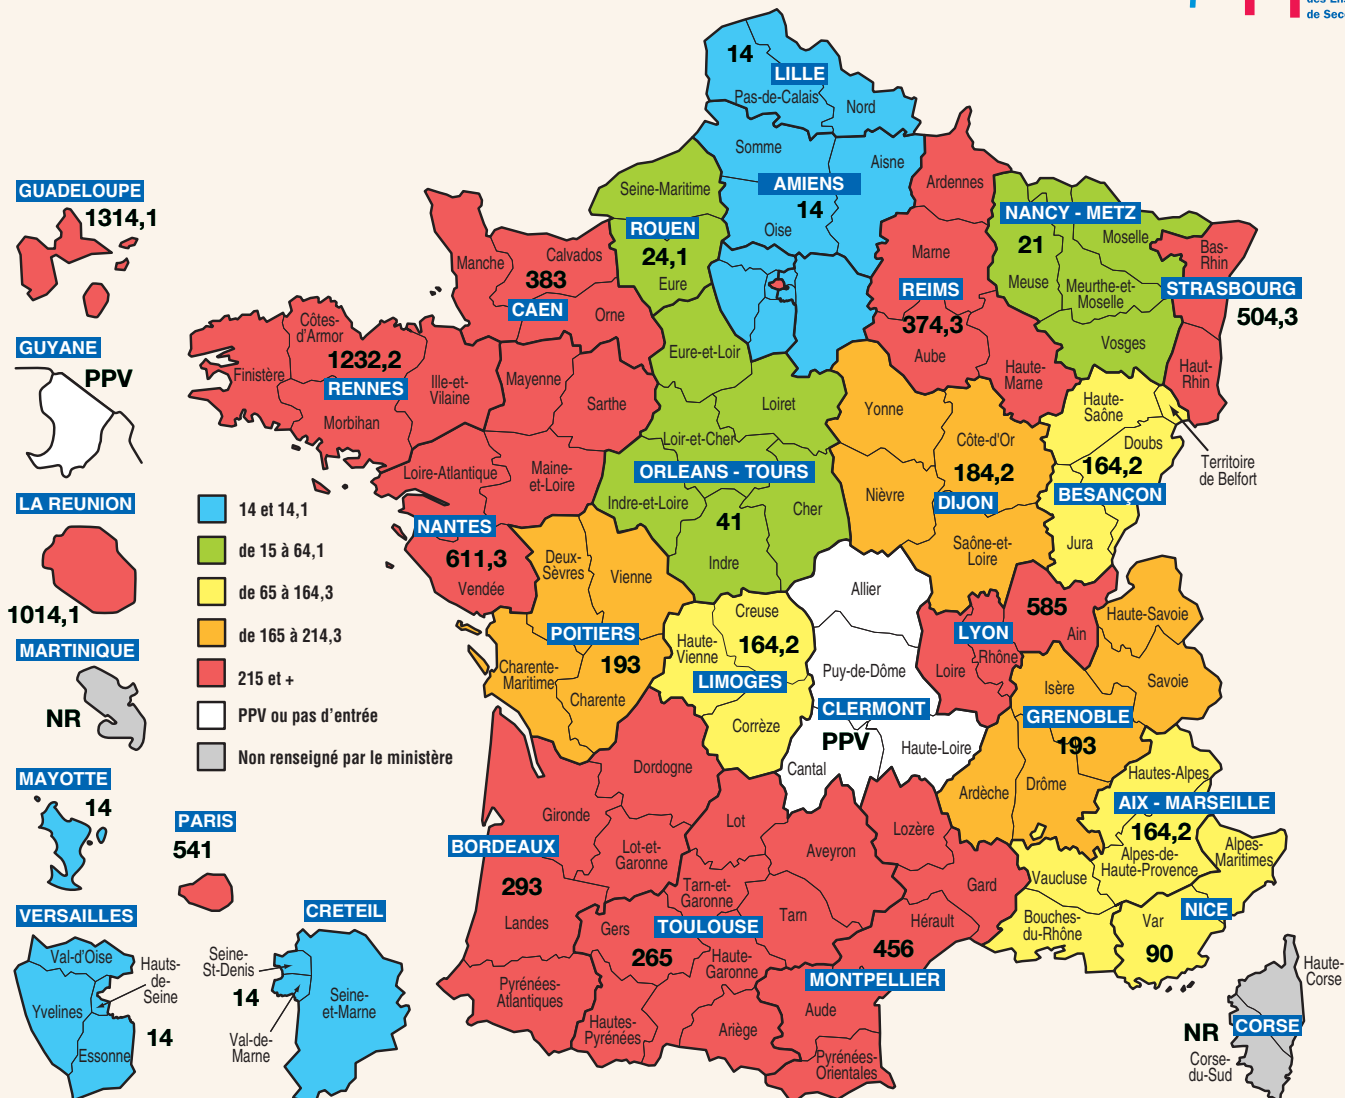 des En
de Seco
14
LILLE
Pas-de-Calais
Nord
Somme
Aisne
AMIENS
14
Oise
Ardennes
Seine-Maritime
ROUEN
24,1
Eure
NANCY - METZ
21
Moselle
Meuse
Meurthe-et-
Moselle
Vosges
Bas-
Rhin
STRASBOURG
504,3
Haut-
Rhin
Marne
REIMS
374,3
Aube
Haute-
Marne
Manche
Calvados
383
CAEN
Orne
GUADELOUPE
1314,1
GUYANE
PPV
LA REUNION
1014,1
MARTINIQUE
NR
MAYOTTE
14
PARIS
541
VERSAILLES
Val-d'Oise
Hauts-
de-
Seine
Yvelines
Essonne
14
CRETEIL
Seine-
St-Denis
14
Val-de-
Marne
Seine-
et-Marne
Côtes-
d'Armor
1232,2
RENNES
Finistère
Ille-et-
Vilaine
Morbihan
Mayenne
Sarthe
Loire-Atlantique
Maine-
et-Loire
NANTES
611,3
Vendée
14 et 14,1
de 15 à 64,1
de 65 à 164,3
de 165 à 214,3
215 et +
PPV ou pas d'entrée
Non renseigné par le ministère
Eure-et-Loir
Loiret
Loir-et-Cher
ORLEANS - TOURS
Indre-et-Loire
41
Cher
Indre
Yonne
Côte-d'Or
184,2
Nièvre
DIJON
Saône-et-
Loire
Haute-
Saône
Doubs
164,2
BESANÇON
Jura
Territoire
de Belfort
Deux-
Sèvres
Vienne
POITIERS
193
Charente-
Maritime
Charente
Creuse
Haute-
Vienne
164,2
LIMOGES
Corrèze
Allier
Puy-de-Dôme
CLERMONT
PPV
Haute-Loire
Cantal
585
Ain
LYON
Rhône
Loire
Haute-Savoie
Savoie
Isère
GRENOBLE
193
Drôme
Ardèche
Hautes-Alpes
AIX - MARSEILLE
164,2
Alpes-de-
Haute-Provence
Vaucluse
Bouches-
du-Rhône
Alpes-
Maritimes
NICE
Var
90
Dordogne
Gironde
BORDEAUX
293
Lot-et-
Garonne
Landes
Pyrénées-
Atlantiques
Lot
Aveyron
Tarn-et-
Garonne
Tarn
Gers
TOULOUSE
265
Haute-
Garonne
Hautes-
Pyrénées
Ariège
Lozère
Gard
Hérault
456
MONTPELLIER
Aude
Pyrénées-
Orientales
Haute-
Corse
NR
CORSE
Corse-
du-Sud